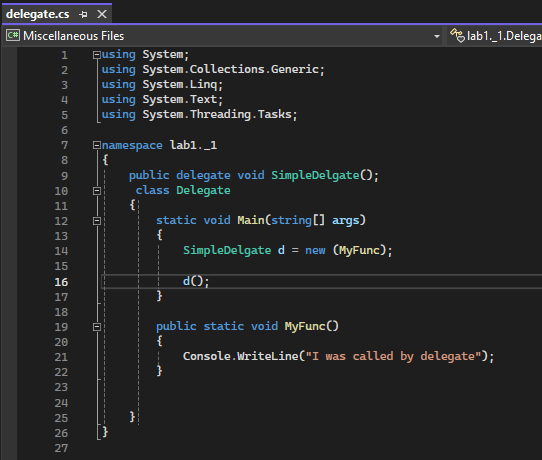 delegate.cs
C# Miscellaneous Files lab1._1.Delega
1 using System;
2 using System.Collections.Generic;
3 using System.Linq;
4 using System.Text;
5 using System.Threading.Tasks;
6
7 namespace lab1._1
8 {
9 public delegate void SimpleDelgate();
10 class Delegate
11 {
12 static void Main(string[] args)
13 {
14 SimpleDelgate d = new (MyFunc);
15
16 d();
17 }
18
19 public static void MyFunc()
20 {
21 Console.WriteLine("I was called by delegate");
22 }
23
24
25 }
26 }
27